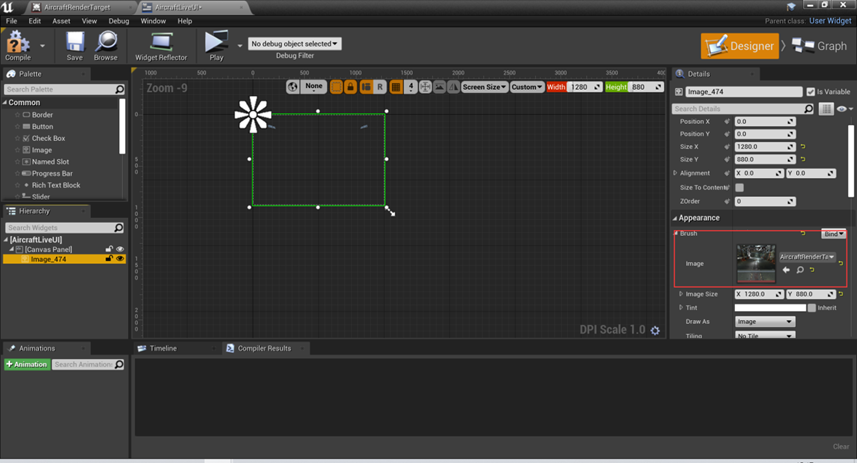 AircraftRenderTarget
AircraftLiveUI•
File Edit Asset View Debug Window Help
Parent class: User Widget
Compile
Save
Browse
Widget Reflector
Play
No debug object selected
Debug Filter
Designer
Graph
Palette
Search Palette
Common
Border
Button
Check Box
Image
Named Slot
Progress Bar
Rich Text Block
Slider
Hierarchy
Search Widgets
[AircraftLiveUI]
[Canvas Panel]
Image_474
Zoom -9
None
R
4
Screen Size
Custom
Width
1280
Height
880
1000
500
0
500
1000
1500
2000
2500
3000
3500
0
500
1000
1500
2000
DPI Scale 1.0
Details
Image_474
Is Variable
Search Details
Position X
0.0
Position Y
0.0
Size X
1280.0
Size Y
880.0
Alignment
X 0.0
Y 0.0
Size To Content
ZOrder
0
Appearance
Brush
Bind
Image
AircraftRenderTa
Image Size
X 1280.0
Y 880.0
Tint
Inherit
Draw As
Image
Tiling
No Tile
Animations
+ Animation
Search Animations
Timeline
Compiler Results
Clear